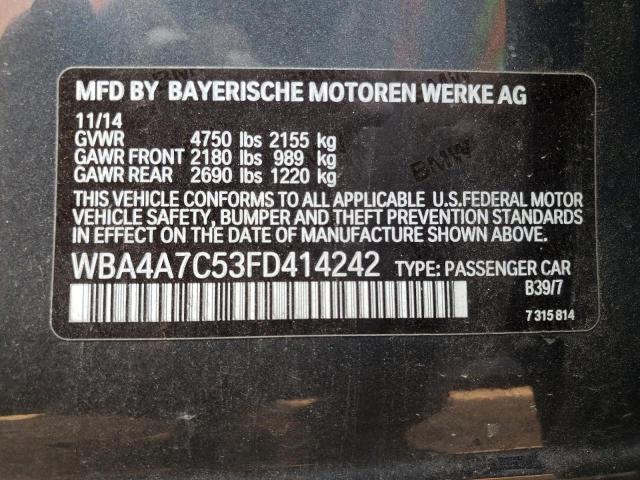 MFD BY BAYERISCHE MOTOREN WERKE AG
11/14
GVWR 4750 lbs 2155 kg
GAWR FRONT 2180 lbs 989 kg
GAWR REAR 2690 lbs 1220 kg
THIS VEHICLE CONFORMS TO ALL APPLICABLE U.S.FEDERAL MOTOR
VEHICLE SAFETY, BUMPER AND THEFT PREVENTION STANDARDS
IN EFFECT ON THE DATE OF MANUFACTURE SHOWN ABOVE.
WBA4A7C53FD414242 TYPE: PASSENGER CAR
B39/7
7 315 814
BMW
BMW